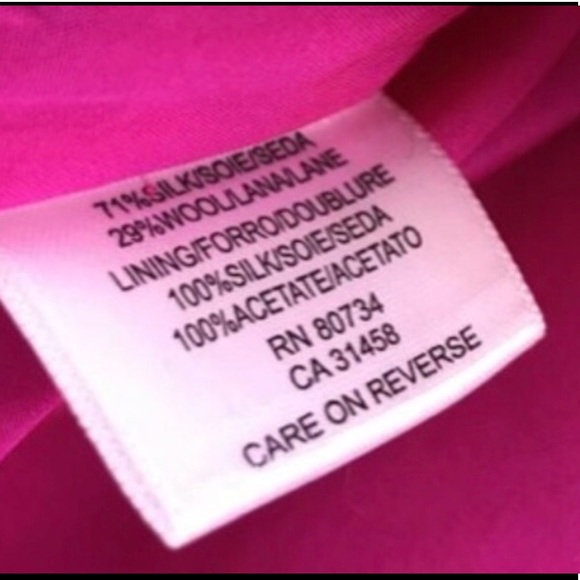 71%SILK/SOIE/SEDA
29%WOOL/LANA/LANE
LINING/FORRO/DOUBLURE
100%SILK/SOIE/SEDA
100%ACETATE/ACETATO
RN 80734
CA 31458
CARE ON REVERSE